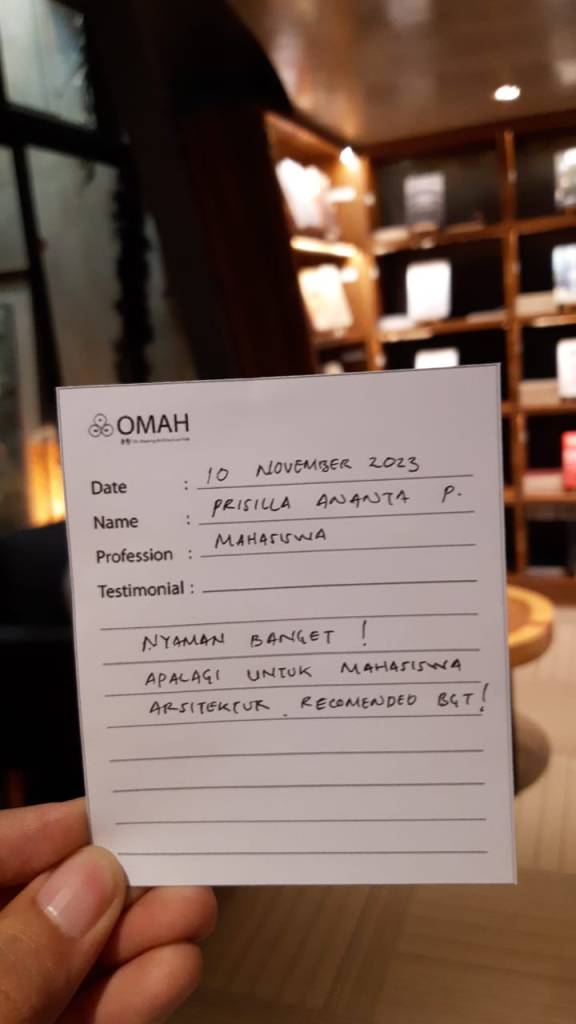 OMAH
Date : 10 NOVEMBER 2023
Name : PRISILLA ANANTA P.
Profession : MAHASISWA
Testimonial :
NYAMAN BANGET !
APALAGI UNTUK MAHASISWA
ARSITEKTUR. RECOMENDED BGT!